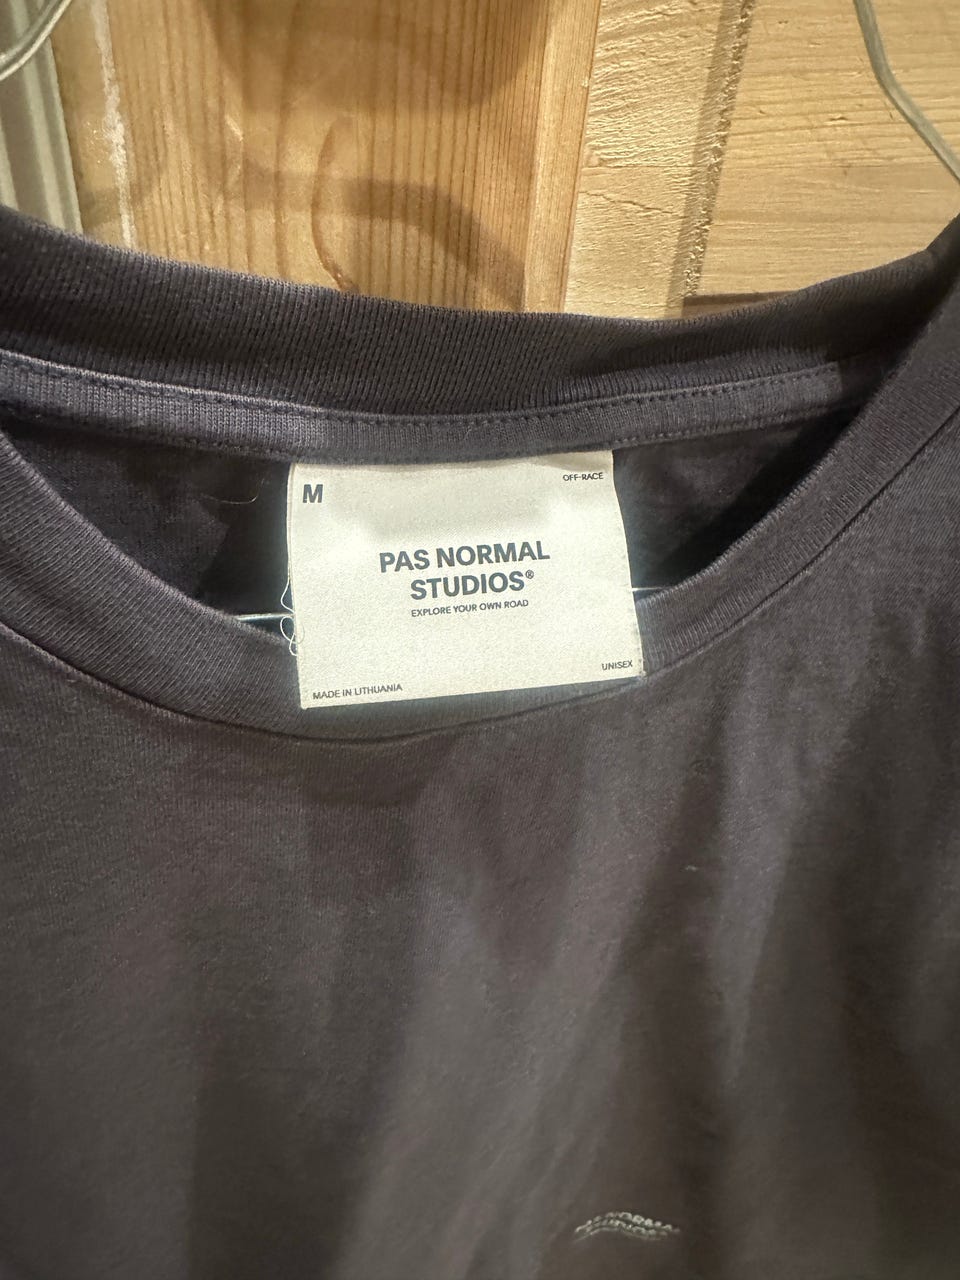 M
OFF-RACE
PAS NORMAL
STUDIOS®
EXPLORE YOUR OWN ROAD
UNISEX
MADE IN LITHUANIA